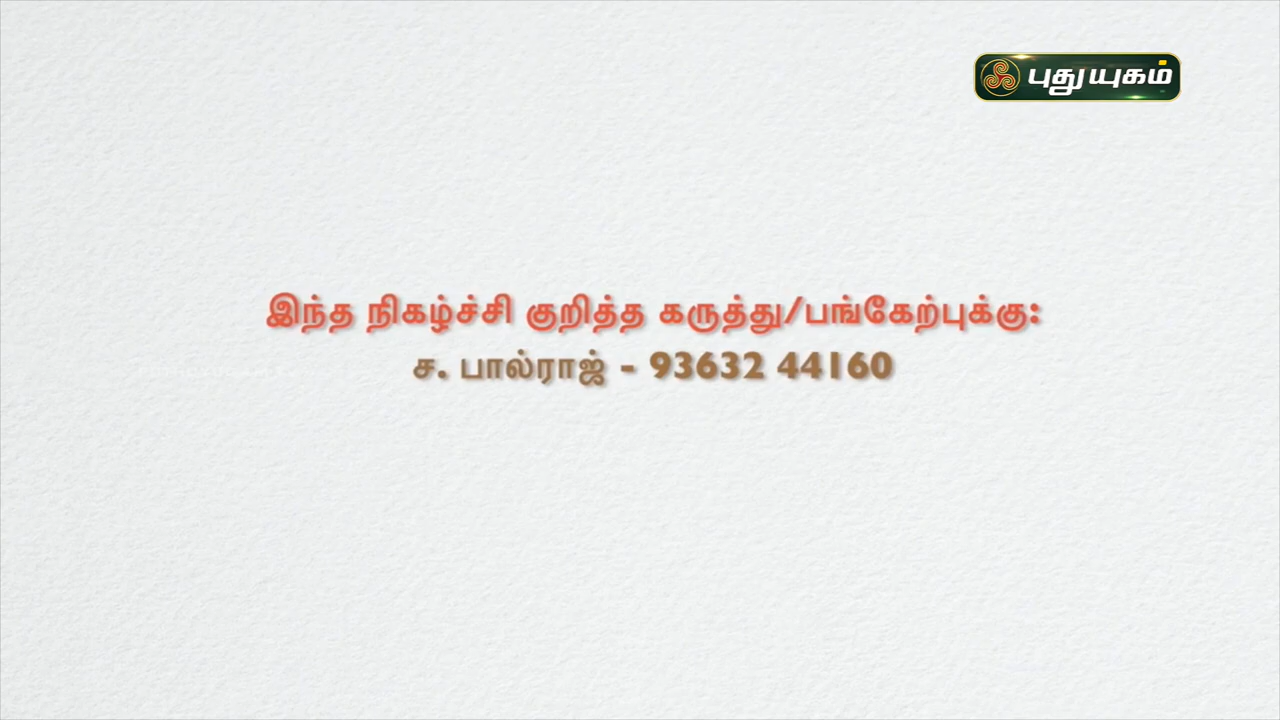 புதுயுகம்
இந்த நிகழ்ச்சி குறித்த கருத்து/பங்கேற்புக்கு:
ச. பால்ராஜ் - 93632 44160